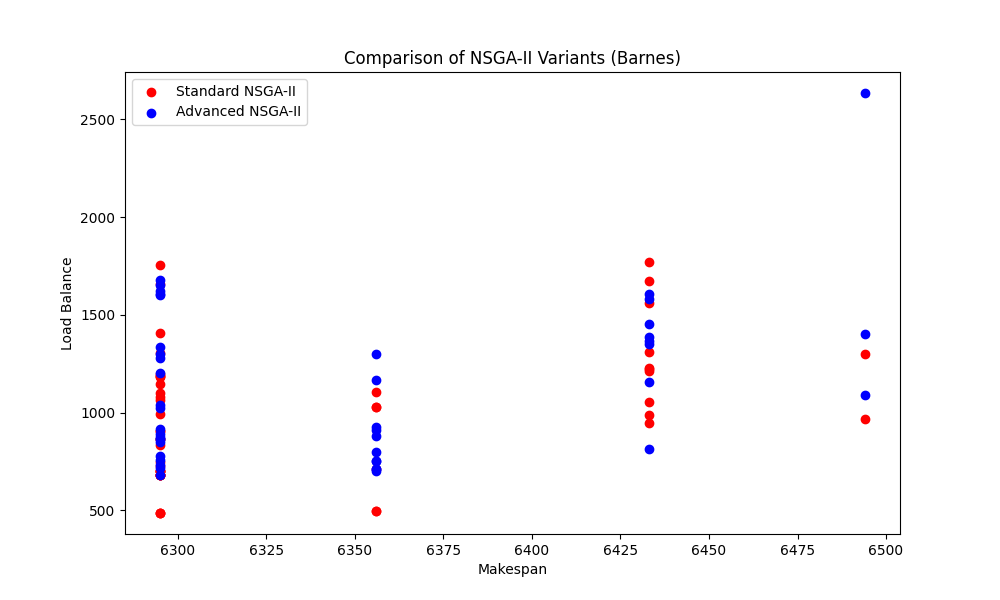 Comparison of NSGA-II Variants (Barnes)
Standard NSGA-II
Advanced NSGA-II
Load Balance
2500
2000
1500
1000
500
6300 6325 6350 6375 6400 6425 6450 6475 6500
Makespan